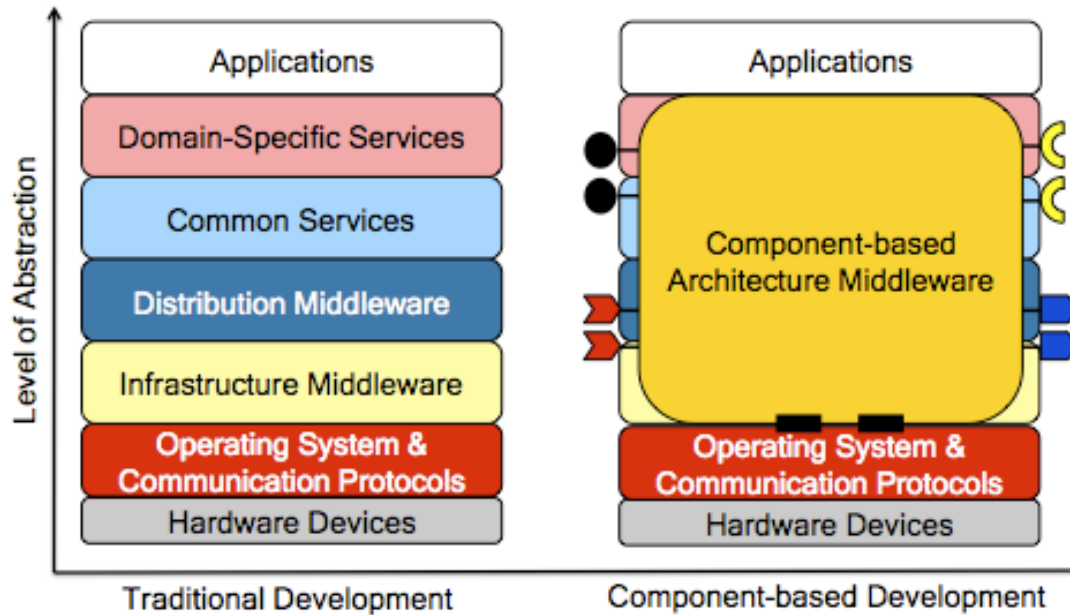 Level of Abstraction
Applications
Domain-Specific Services
Common Services
Distribution Middleware
Infrastructure Middleware
Operating System &
Communication Protocols
Hardware Devices
Traditional Development
Applications
Component-based
Architecture Middleware
Operating System &
Communication Protocols
Hardware Devices
Component-based Development